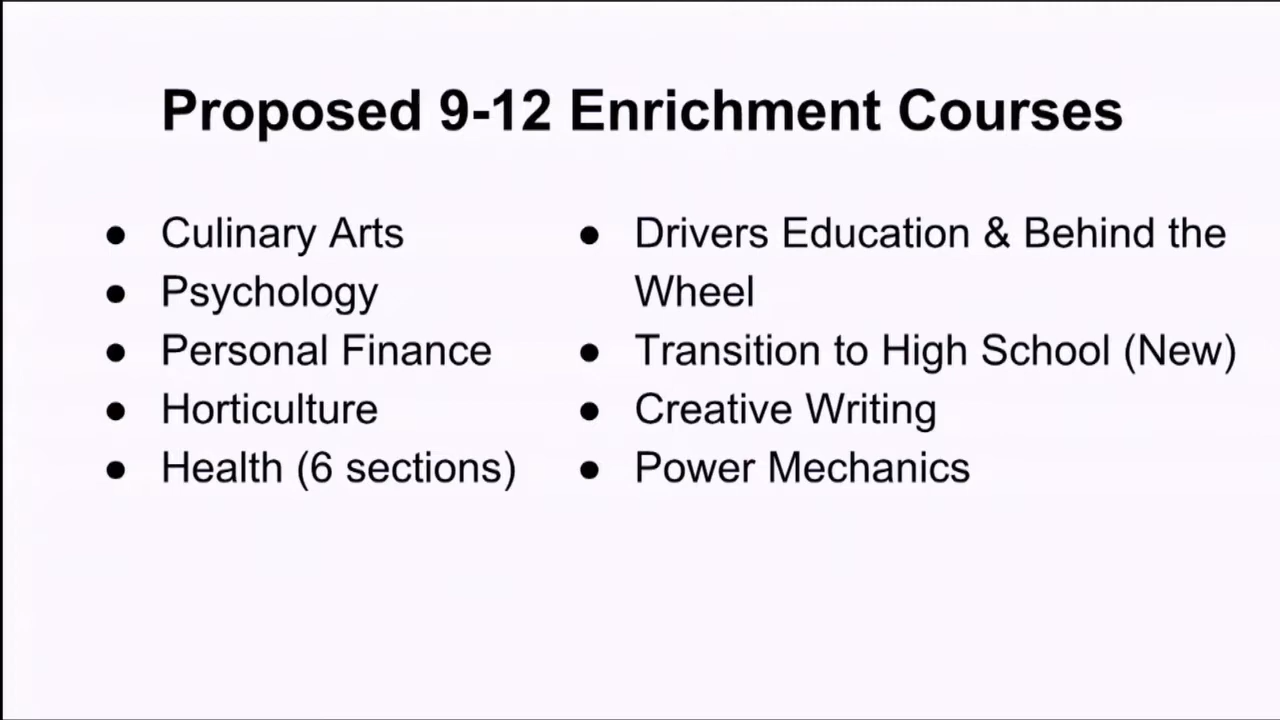 Proposed 9-12 Enrichment Courses
● Culinary Arts
● Psychology
● Personal Finance
● Horticulture
● Health (6 sections)
● Drivers Education & Behind the
Wheel
● Transition to High School (New)
● Creative Writing
● Power Mechanics